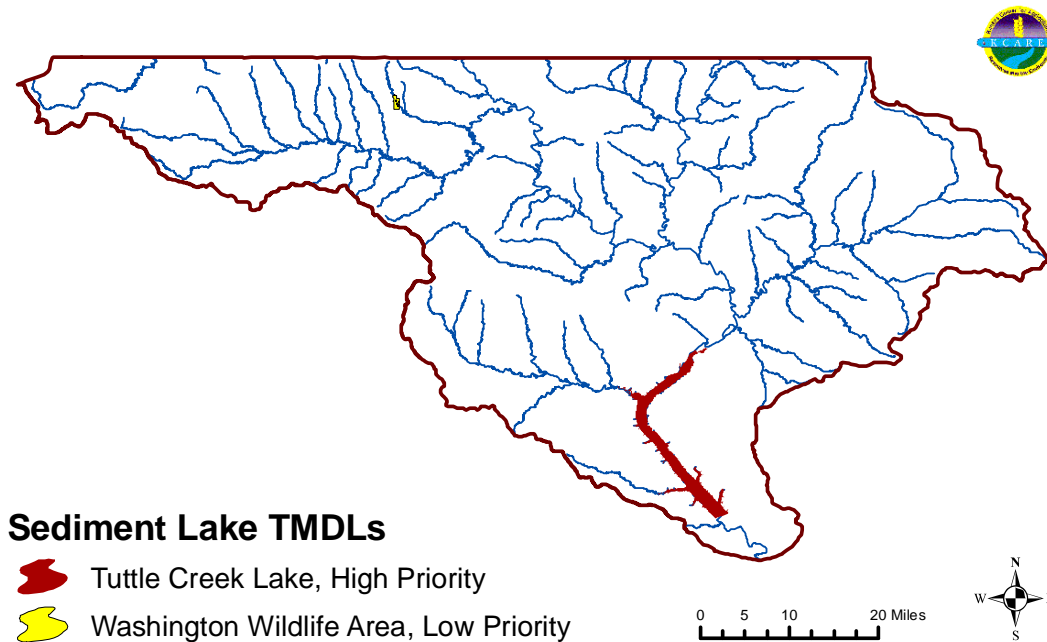 KCARE
Sediment Lake TMDLs
Tuttle Creek Lake, High Priority
Washington Wildlife Area, Low Priority
0 5 10 20 Miles
N
W
S